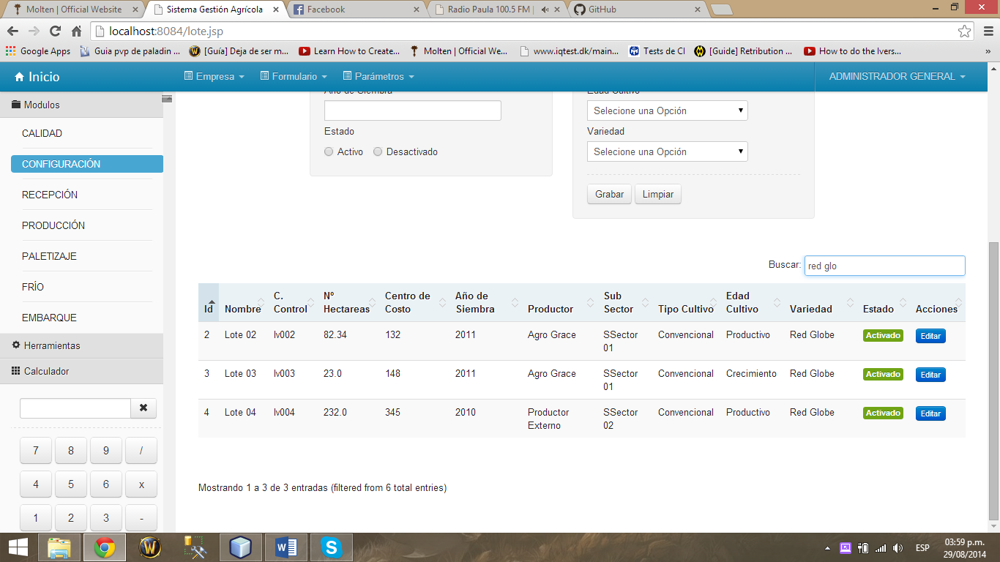 Molten | Official Website
Sistema Gestión Agrícola
Facebook
Radio Paula 100.5 FM |
GitHub
localhost:8084/lote.jsp
Google Apps
Guia pvp de paladin ...
[Guía] Deja de ser m...
Learn How to Create...
Molten | Official We...
www.iqtest.dk/main...
Tests de CI
[Guide] Retribution ...
How to do the Ivers...
»
Inicio
Empresa
Formulario
Parámetros
ADMINISTRADOR GENERAL
Modulos
CALIDAD
CONFIGURACIÓN
RECEPCIÓN
PRODUCCIÓN
PALETIZAJE
FRÍO
EMBARQUE
Herramientas
Calculador
7 8 9 /
4 5 6 x
1 2 3 -
Año de Siembra
Estado
Activo Desactivado
Edad Cultivo
Selecione una Opción
Variedad
Selecione una Opción
Grabar Limpiar
Buscar: red glo
Id Nombre C. Control Nº Hectareas Centro de Costo Año de Siembra Productor Sub Sector Tipo Cultivo Edad Cultivo Variedad Estado Acciones
2 Lote 02 lv002 82.34 132 2011 Agro Grace SSector 01 Convencional Productivo Red Globe Activado Editar
3 Lote 03 lv003 23.0 148 2011 Agro Grace SSector 01 Convencional Crecimiento Red Globe Activado Editar
4 Lote 04 lv004 232.0 345 2010 Productor Externo SSector 02 Convencional Productivo Red Globe Activado Editar
Mostrando 1 a 3 de 3 entradas (filtered from 6 total entries)
ESP
03:59 p.m.
29/08/2014